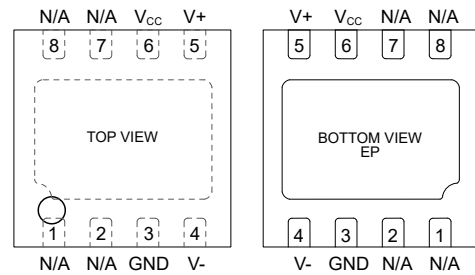 N/A N/A VCC V+
8 7 6 5
TOP VIEW
1 2 3 4
N/A N/A GND V-
V+ VCC N/A N/A
5 6 7 8
BOTTOM VIEW
EP
4 3 2 1
V- GND N/A N/A